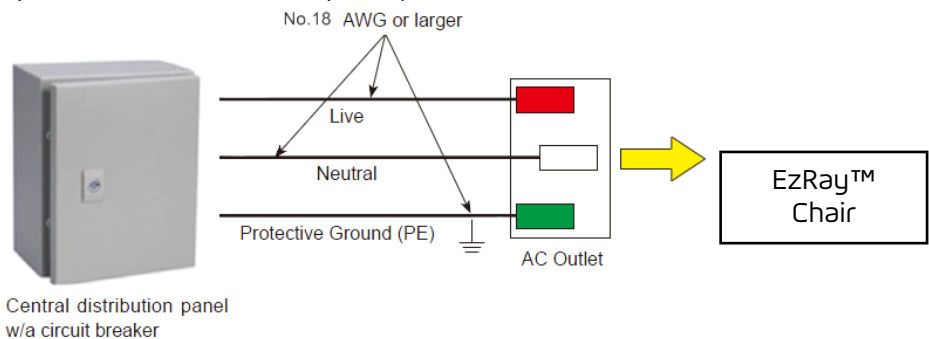 No.18 AWG or larger
Live
Neutral
Protective Ground (PE)
AC Outlet
EzRay™
Chair
Central distribution panel
w/a circuit breaker